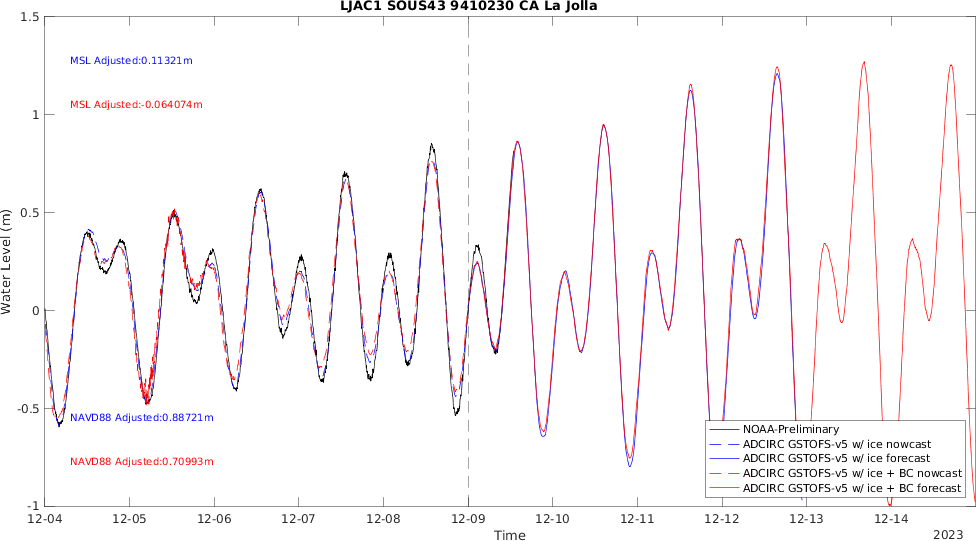 LJAC1 SOUS43 9410230 CA La Jolla
1.5
1
0.5
0
-0.5
-1
Water Level (m)
MSL Adjusted:0.11321m
MSL Adjusted:-0.064074m
NAVD88 Adjusted:0.88721m
NAVD88 Adjusted:0.70993m
NOAA-Preliminary
ADCIRC GSTOFS-v5 w/ ice nowcast
ADCIRC GSTOFS-v5 w/ ice forecast
ADCIRC GSTOFS-v5 w/ ice + BC nowcast
ADCIRC GSTOFS-v5 w/ ice + BC forecast
12-04 12-05 12-06 12-07 12-08 12-09 12-10 12-11 12-12 12-13 12-14
Time
2023